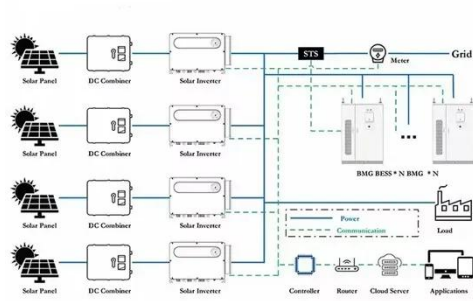 STS
Meter
Grid
Solar Panel DC Combiner Solar Inverter
Solar Panel DC Combiner Solar Inverter
BMG BESS * N BMG * N
Solar Panel DC Combiner Solar Inverter
Power
Communication
Load
Solar Panel DC Combiner Solar Inverter
Controller Router Cloud Server Applications